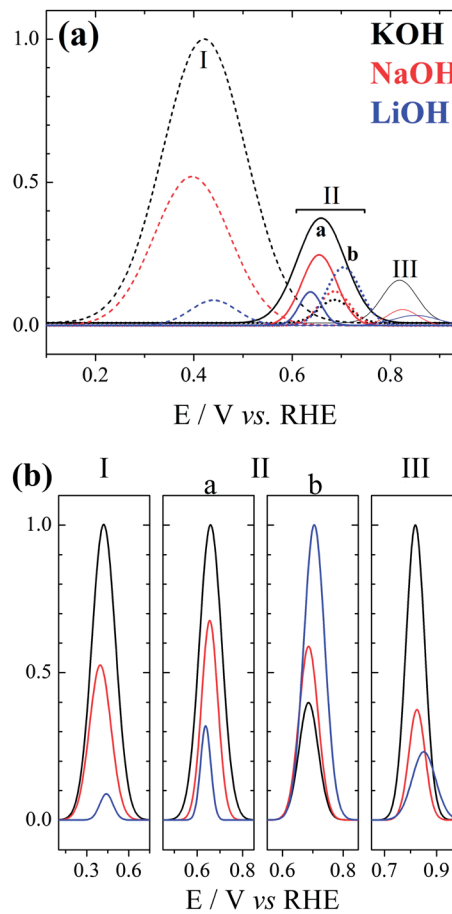 (a)
I
KOH
NaOH
LiOH
II
a
b
III
1.0
0.5
0.0
0.2 0.4 0.6 0.8
E / V vs. RHE
(b)
I II III
a b
1.0
0.5
0.0
0.3 0.6 0.6 0.8 0.6 0.8 0.8 0.9
E / V vs RHE